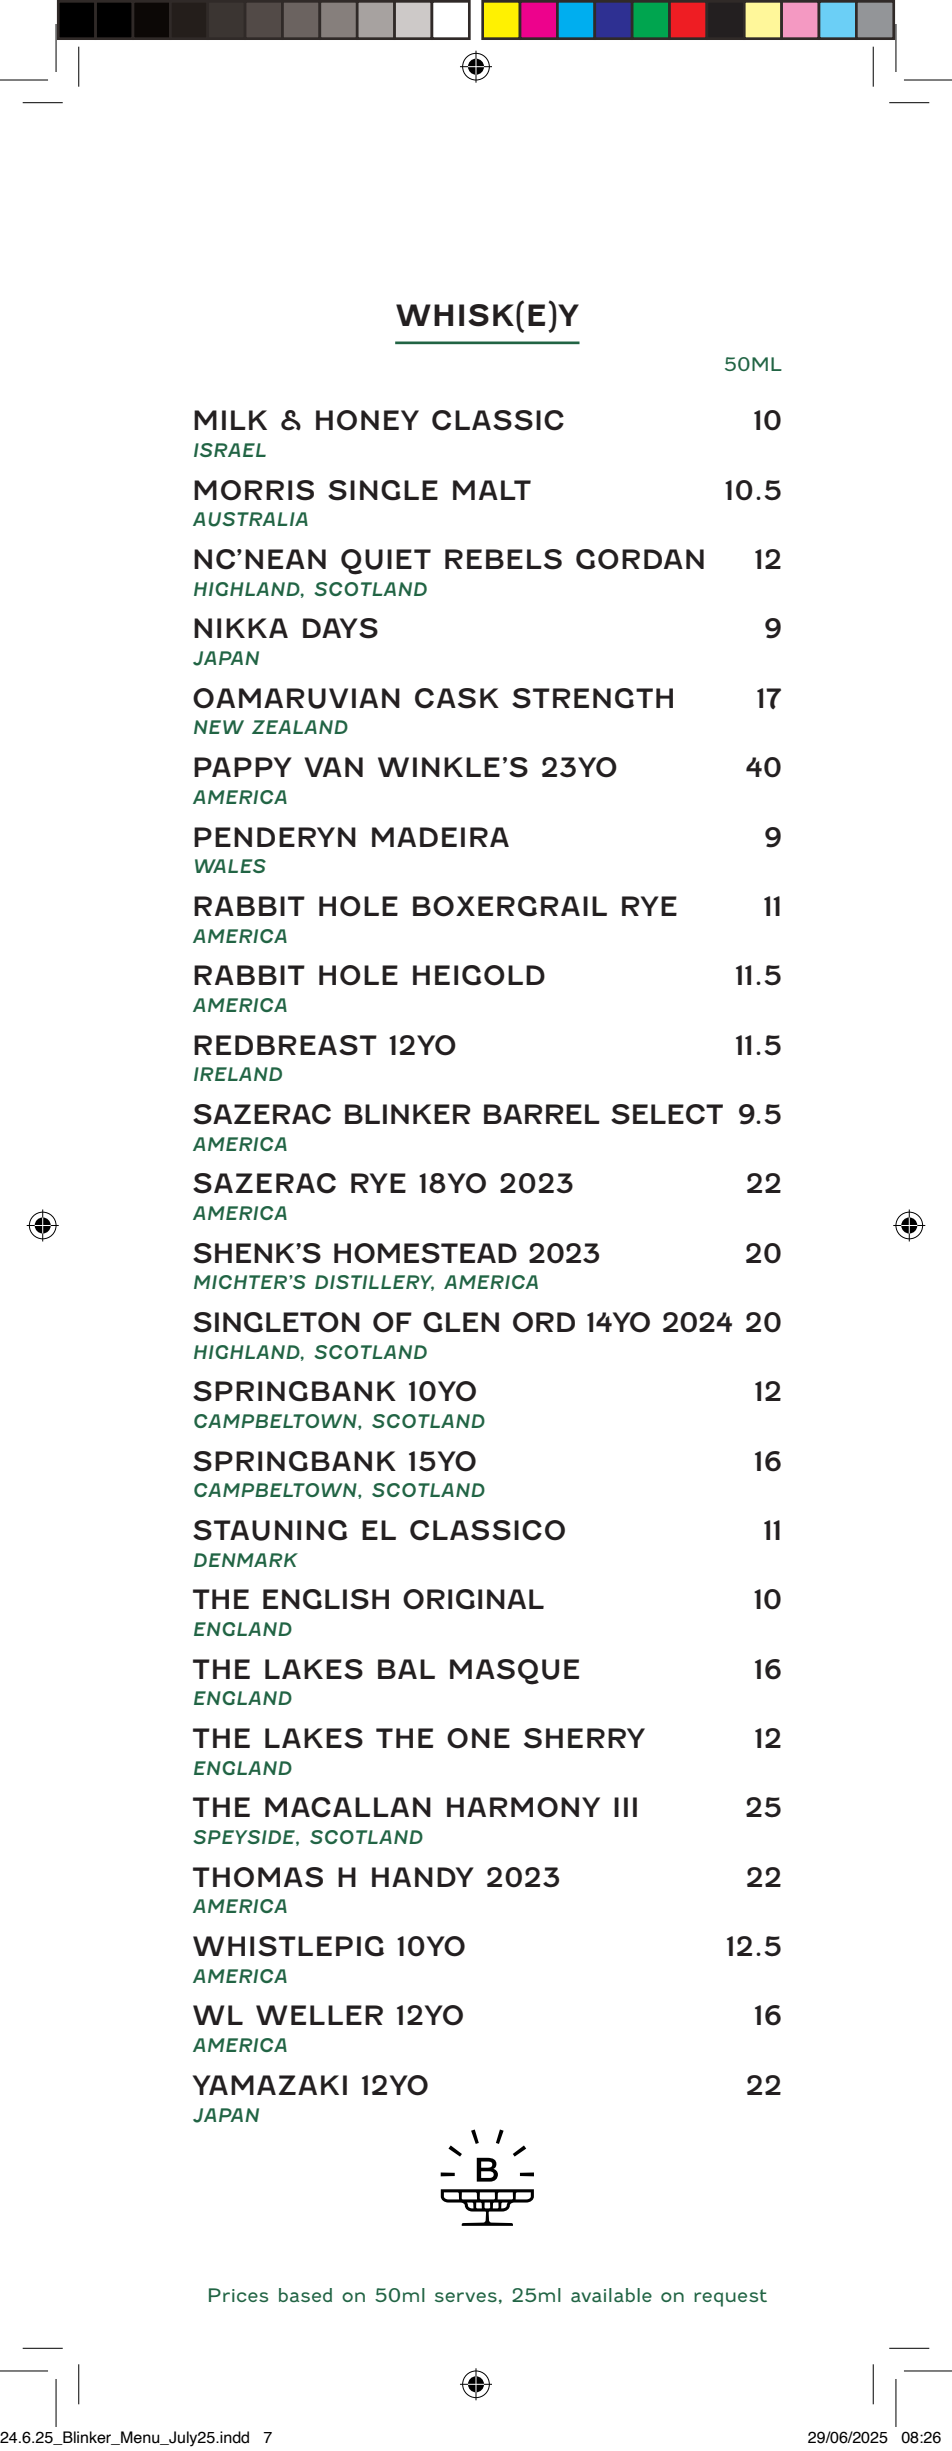 WHISK(E)Y
50ML
MILK & HONEY CLASSIC 10
ISRAEL
MORRIS SINGLE MALT 10.5
AUSTRALIA
NC'NEAN QUIET REBELS GORDAN 12
HIGHLAND, SCOTLAND
NIKKA DAYS 9
JAPAN
OAMARUVIAN CASK STRENGTH 17
NEW ZEALAND
PAPPY VAN WINKLE'S 23YO 40
AMERICA
PENDERYN MADEIRA 9
WALES
RABBIT HOLE BOXERGRAIL RYE 11
AMERICA
RABBIT HOLE HEIGOLD 11.5
AMERICA
REDBREAST 12YO 11.5
IRELAND
SAZERAC BLINKER BARREL SELECT 9.5
AMERICA
SAZERAC RYE 18YO 2023 22
AMERICA
SHENK'S HOMESTEAD 2023 20
MICHTER'S DISTILLERY, AMERICA
SINGLETON OF GLEN ORD 14YO 2024 20
HIGHLAND, SCOTLAND
SPRINGBANK 10YO 12
CAMPBELTOWN, SCOTLAND
SPRINGBANK 15YO 16
CAMPBELTOWN, SCOTLAND
STAUNING EL CLASSICO 11
DENMARK
THE ENGLISH ORIGINAL 10
ENGLAND
THE LAKES BAL MASQUE 16
ENGLAND
THE LAKES THE ONE SHERRY 12
ENGLAND
THE MACALLAN HARMONY III 25
SPEYSIDE, SCOTLAND
THOMAS H HANDY 2023 22
AMERICA
WHISTLEPIG 10YO 12.5
AMERICA
WL WELLER 12YO 16
AMERICA
YAMAZAKI 12YO 22
JAPAN
B
Prices based on 50ml serves, 25ml available on request
24.6.25_Blinker_Menu_July25.indd 7 29/06/2025 08:26